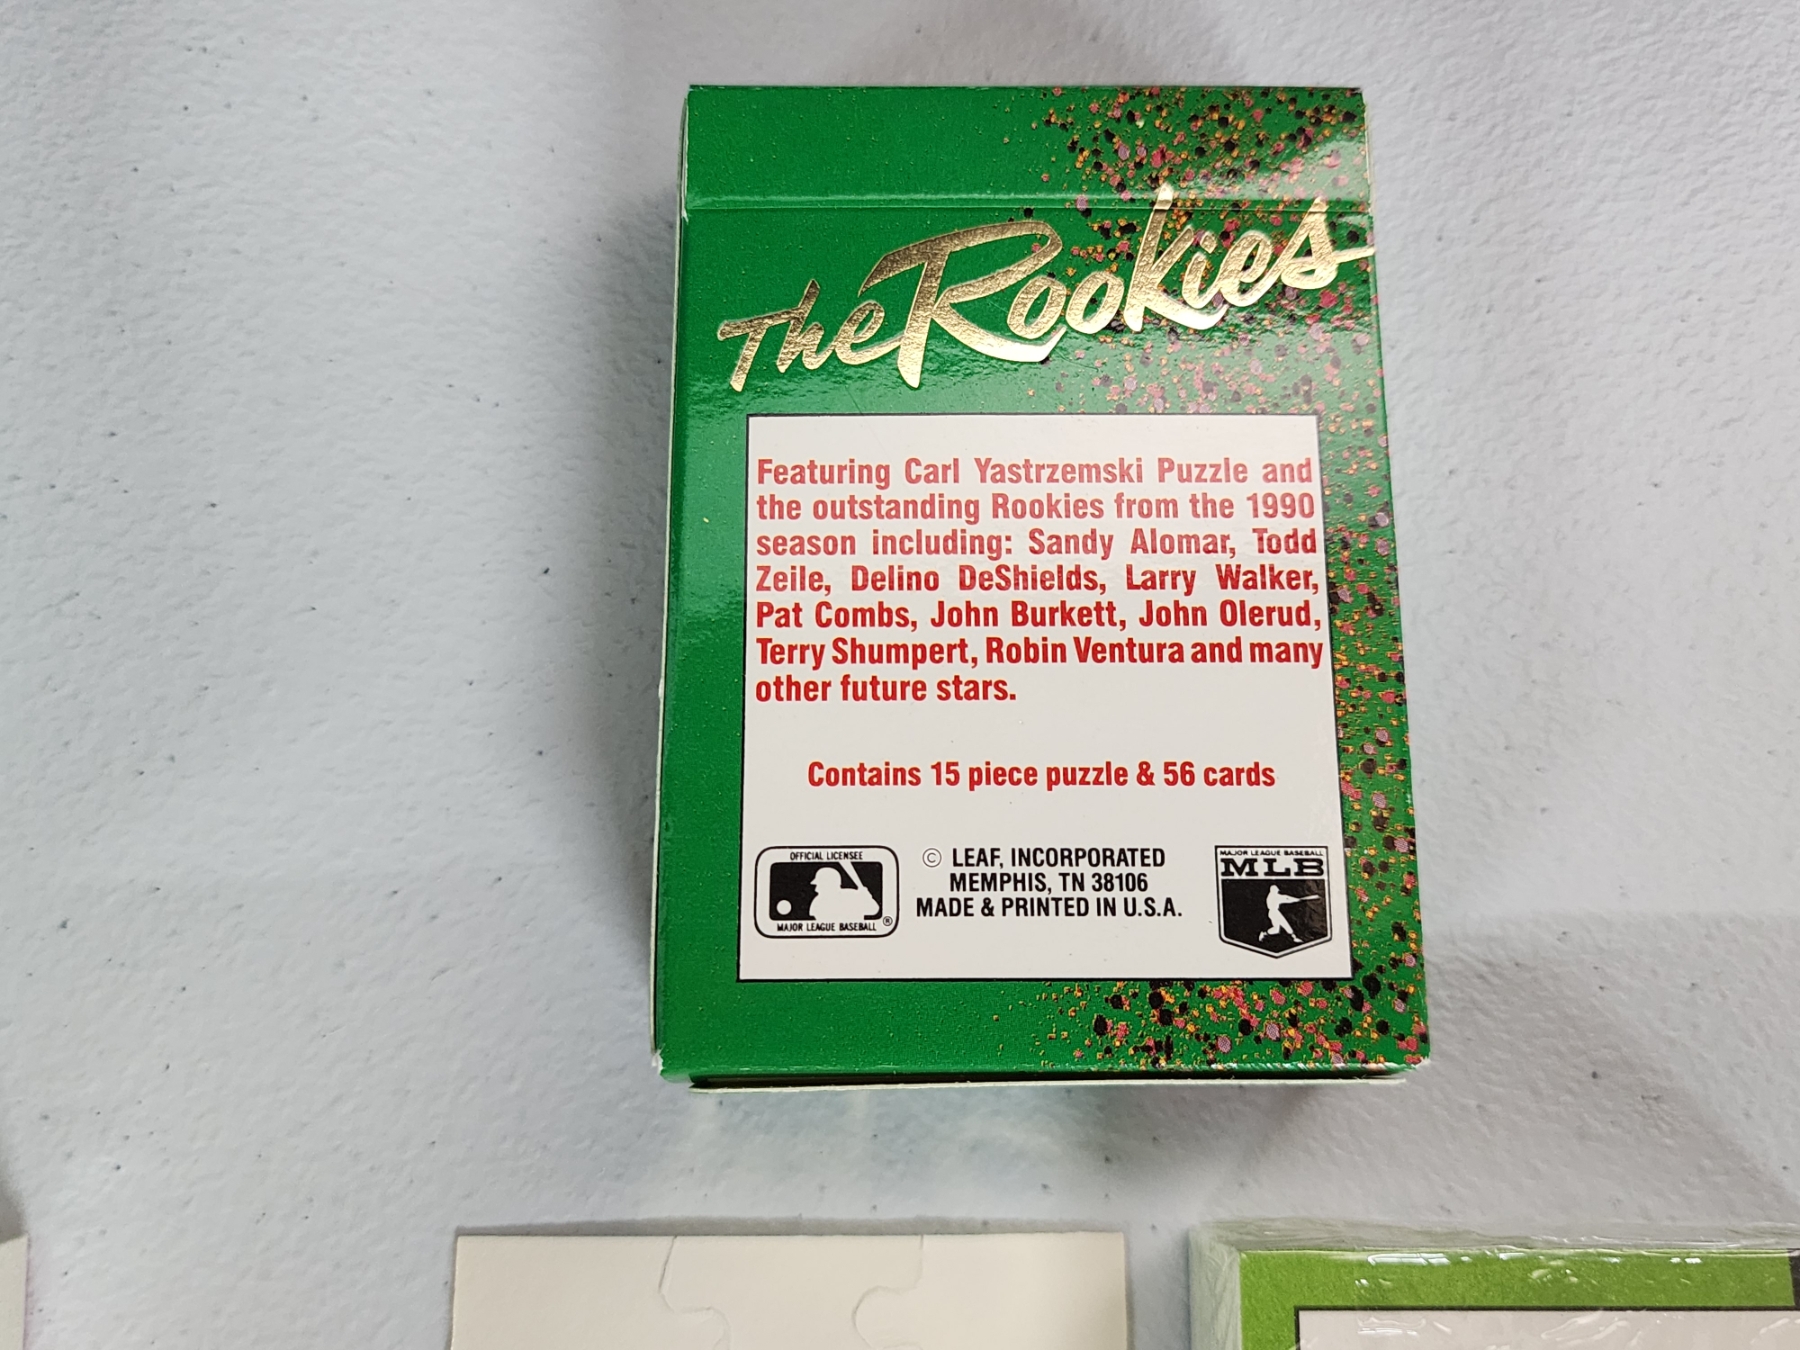 The Rookies
Featuring Carl Yastrzemski Puzzle and
the outstanding Rookies from the 1990
season including: Sandy Alomar, Todd
Zeile, Delino DeShields, Larry Walker,
Pat Combs, John Burkett, John Olerud,
Terry Shumpert, Robin Ventura and many
other future stars.
Contains 15 piece puzzle & 56 cards
OFFICIAL LICENSEE
MAJOR LEAGUE BASEBALL ®
© LEAF, INCORPORATED
MEMPHIS, TN 38106
MADE & PRINTED IN U.S.A.
MAJOR LEAGUE BASEBALL
MLB